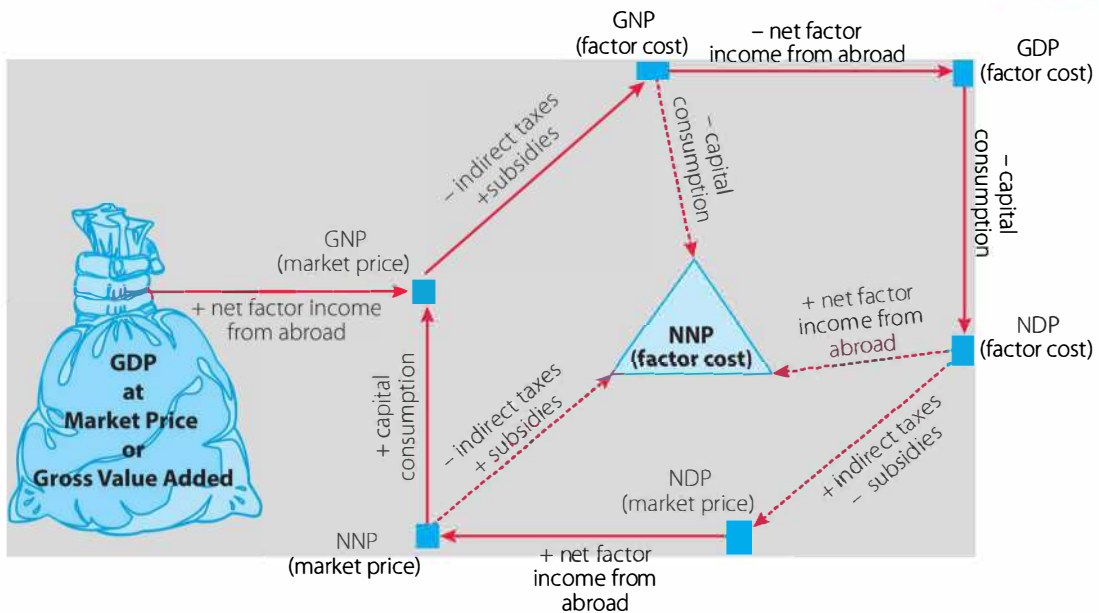 GNP
(factor cost)
– net factor
income from abroad
GDP
(factor cost)
– indirect taxes
+subsidies
– capital
consumption
– capital
consumption
GNP
(market price)
+ net factor income
from abroad
GDP
at
Market Price
or
Gross Value Added
NNP
(factor cost)
+ net factor
income from
abroad
NDP
(factor cost)
+ capital
consumption
– indirect taxes
+ subsidies
+ indirect taxes
– subsidies
NDP
(market price)
NNP
(market price)
+ net factor
income from
abroad